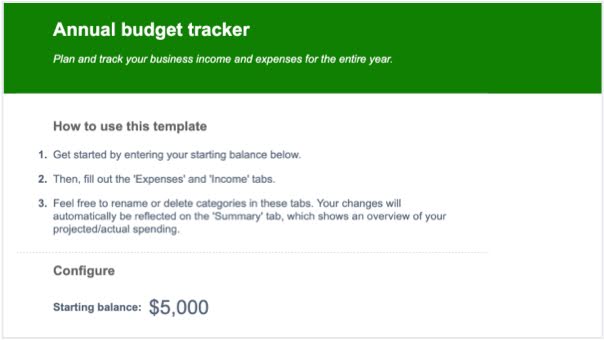 Annual budget tracker
Plan and track your business income and expenses for the entire year.
How to use this template
1. Get started by entering your starting balance below.
2. Then, fill out the 'Expenses' and 'Income' tabs.
3. Feel free to rename or delete categories in these tabs. Your changes will
automatically be reflected on the 'Summary' tab, which shows an overview of your
projected/actual spending.
Configure
Starting balance: $5,000